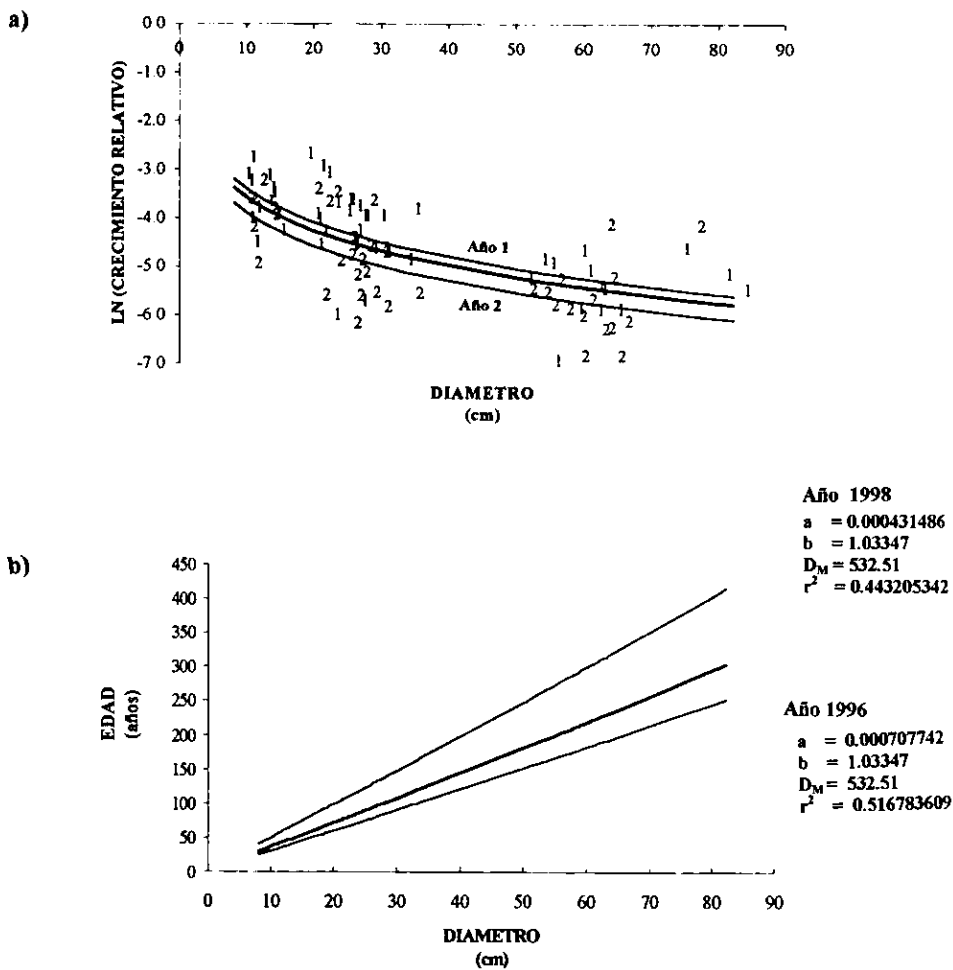 a)
0.0
0 10 20 30 40 50 60 70 80 90
-1.0
-2.0
-3.0
-4.0
-5.0
-6.0
-7.0
LN (CRECIMIENTO RELATIVO)
Año 1
Año 2
DIAMETRO
(cm)
b)
Año 1998
a = 0.000431486
b = 1.03347
D_M = 532.51
r² = 0.443205342
450
400
350
300
250
200
150
100
50
0
EDAD
(años)
Año 1996
a = 0.000707742
b = 1.03347
D_M = 532.51
r² = 0.516783609
0 10 20 30 40 50 60 70 80 90
DIAMETRO
(cm)